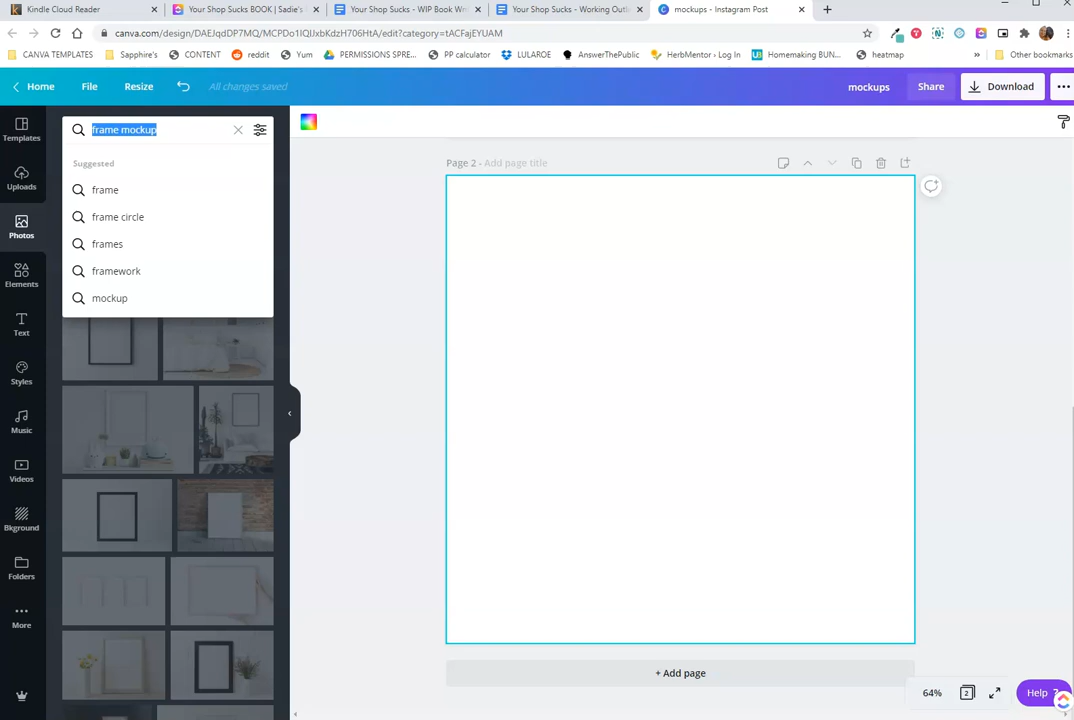 Kindle Cloud Reader
Your Shop Sucks BOOK | Sadie's
Your Shop Sucks - WIP Book Wr
Your Shop Sucks - Working Outli
mockups - Instagram Post
canva.com/design/DAEJqdDP7MQ/MCPDo1IQIJxbKdzH706HtA/edit?category=tACFajEYUAM
CANVA TEMPLATES
Sapphire's
CONTENT
reddit
Yum
PERMISSIONS SPRE...
PP calculator
LULAROE
AnswerThePublic
HerbMentor › Log In
Homemaking BUN...
heatmap
»
Other bookmarks
Home
File
Resize
All changes saved
mockups
Share
Download
Templates
Uploads
Photos
Elements
Text
Styles
Music
Videos
Bkground
Folders
More
frame mockup
Suggested
frame
frame circle
frames
framework
mockup
Page 2 - Add page title
+ Add page
64%
2
Help ?